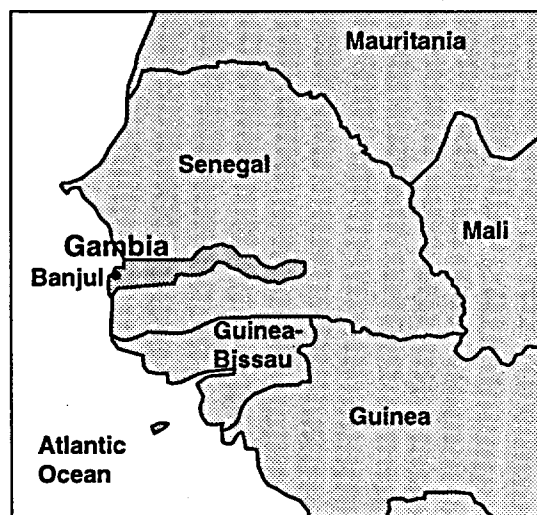 Mauritania
Senegal
Mali
Gambia
Banjul
Guinea-
Bissau
Guinea
Atlantic
Ocean